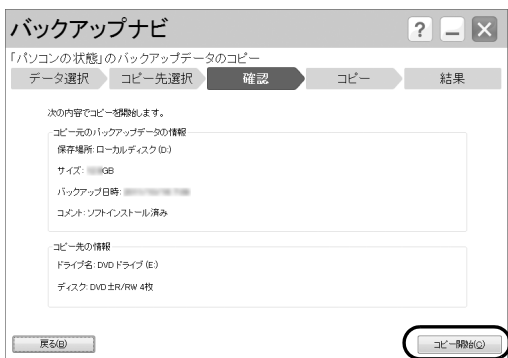 バックアップナビ
?
「パソコンの状態」のバックアップデータのコピー
データ選択 コピー先選択 確認 コピー 結果
次の内容でコピーを開始します。
コピー元のバックアップデータの情報
保存場所:ローカルディスク(D:)
サイズ: GB
バックアップ日時:
コメント:ソフトインストール済み
コピー先の情報
ドライブ名:DVD ドライブ (E:)
ディスク:DVD±R/RW 4枚
戻る(B) コピー開始(C)